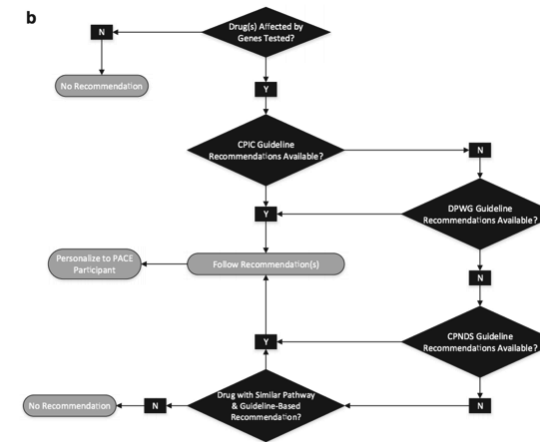 b
Drug(s) Affected by
Genes Tested?
N
No Recommendation
Y
CPIC Guideline
Recommendations Available?
N
DPWG Guideline
Recommendations Available?
Y
Personalize to PACE
Participant
Follow Recommendation(s)
N
CPNDS Guideline
Recommendations Available?
Y
Drug with Similar Pathway
& Guideline-Based
Recommendation?
N
N
No Recommendation